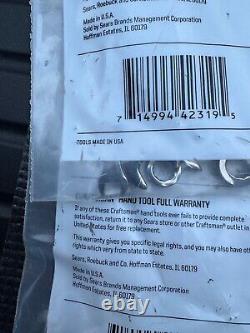 Sears, Roebuck and Co. Hoffman Estates, IL 60179
Made in U.S.A.
Sold by Sears Brands Management Corporation
Hoffman Estates, IL 60179
7 14994 42319 5
TOOLS MADE IN USA
HAND TOOL FULL WARRANTY
If any of these Craftsman hand tools ever fails to provide complete
satisfaction, return it to any Sears store or other Craftsman outlet in
United States for free replacement.
This warranty gives you specific legal rights, and you may also have
rights which vary from state to state.
Sears, Roebuck and Co. Hoffman Estates, IL 60179
Made in U.S.A.
Sold by Sears Brands Management Corporation
Hoffman Estates, IL 60179